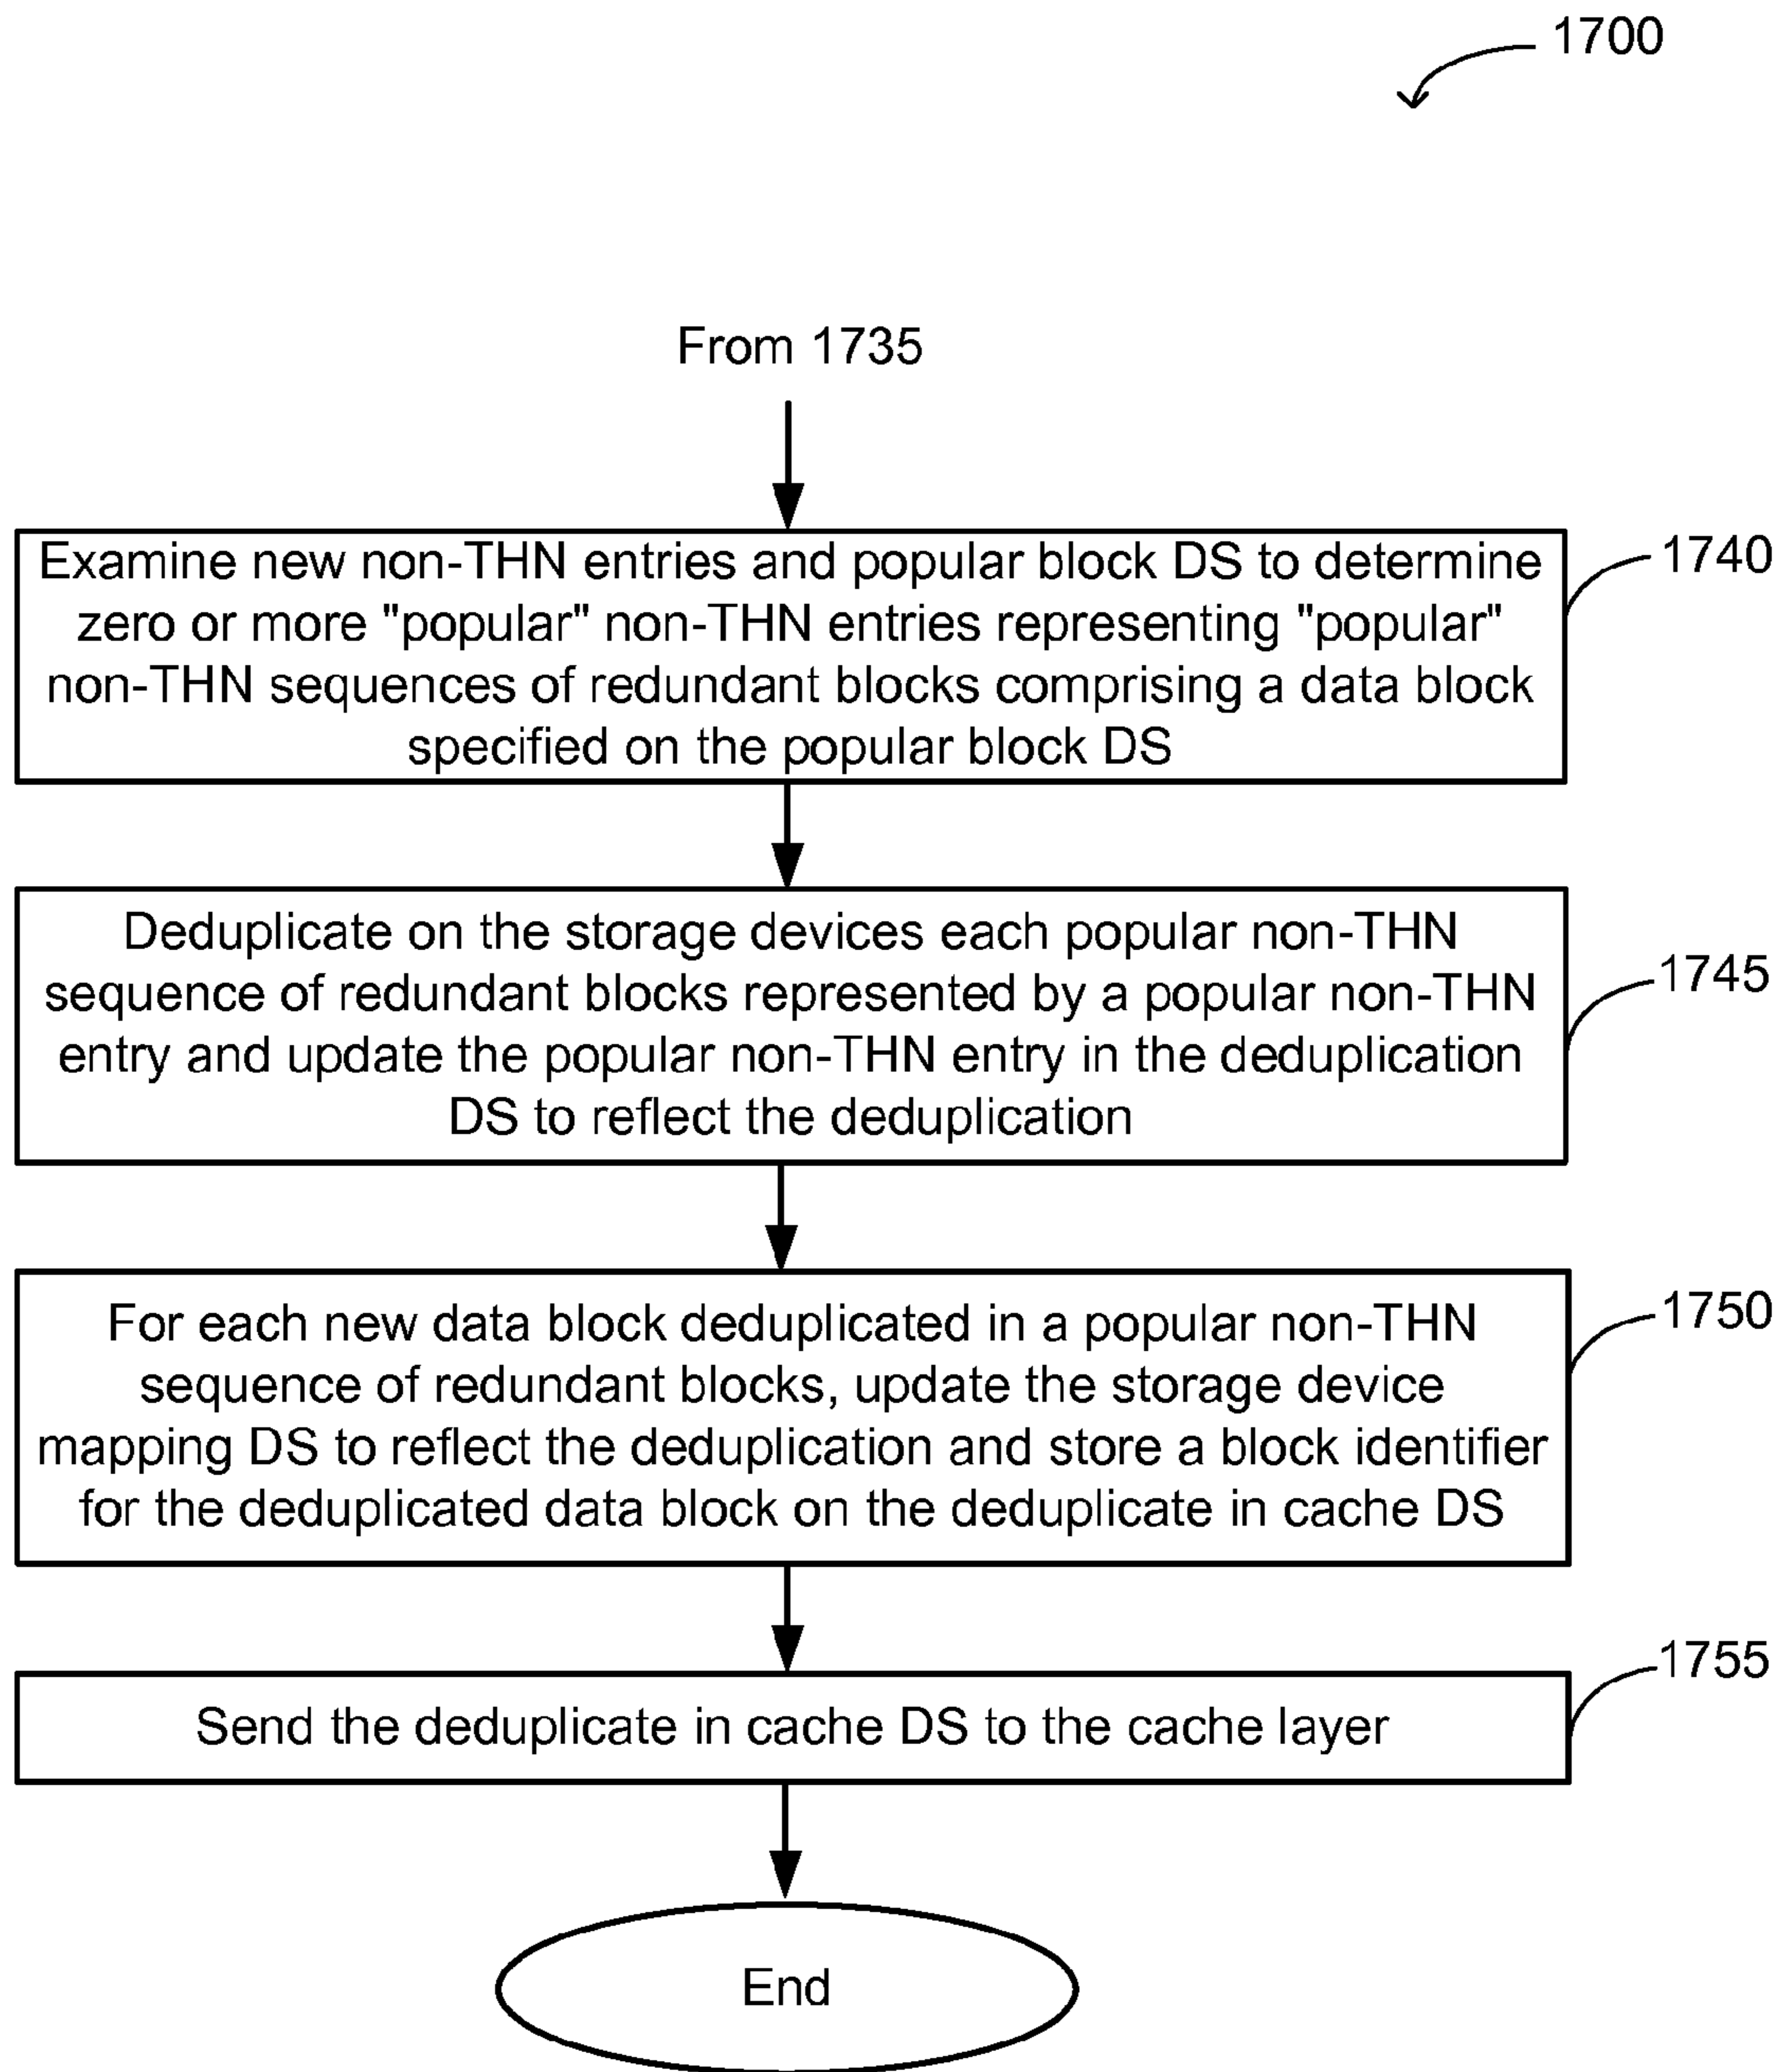 1700
From 1735
Examine new non-THN entries and popular block DS to determine
zero or more "popular" non-THN entries representing "popular"
non-THN sequences of redundant blocks comprising a data block
specified on the popular block DS
1740
Deduplicate on the storage devices each popular non-THN
sequence of redundant blocks represented by a popular non-THN
entry and update the popular non-THN entry in the deduplication
DS to reflect the deduplication
1745
For each new data block deduplicated in a popular non-THN
sequence of redundant blocks, update the storage device
mapping DS to reflect the deduplication and store a block identifier
for the deduplicated data block on the deduplicate in cache DS
1750
Send the deduplicate in cache DS to the cache layer
1755
End